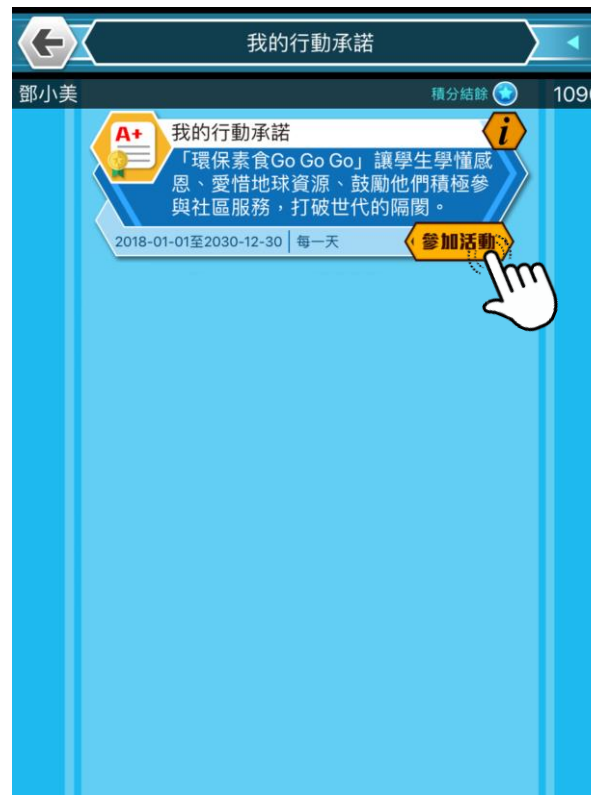 我的行動承諾
鄧小美 積分結餘 109
A+ 我的行動承諾 i
「環保素食Go Go Go」讓學生學懂感
恩、愛惜地球資源、鼓勵他們積極參
與社區服務，打破世代的隔閡。
2018-01-01至2030-12-30 | 每一天 參加活動